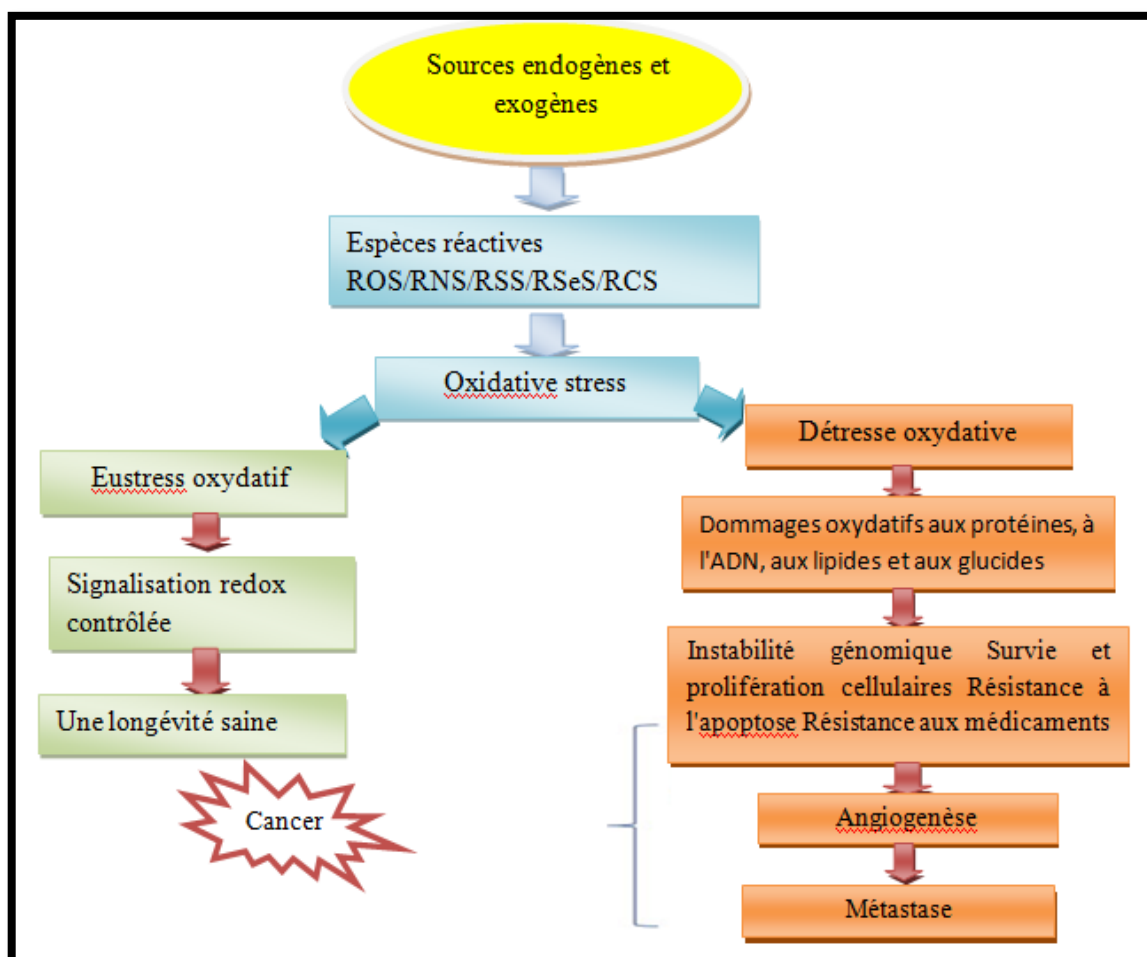 Sources endogènes et
exogènes
Espèces réactives
ROS/RNS/RSS/RSeS/RCS
Oxidative stress
Eustress oxydatif
Signalisation redox
contrôlée
Une longévité saine
Cancer
Détresse oxydative
Dommages oxydatifs aux protéines, à
l'ADN, aux lipides et aux glucides
Instabilité génomique Survie et
prolifération cellulaires Résistance à
l'apoptose Résistance aux médicaments
Angiogenèse
Métastase